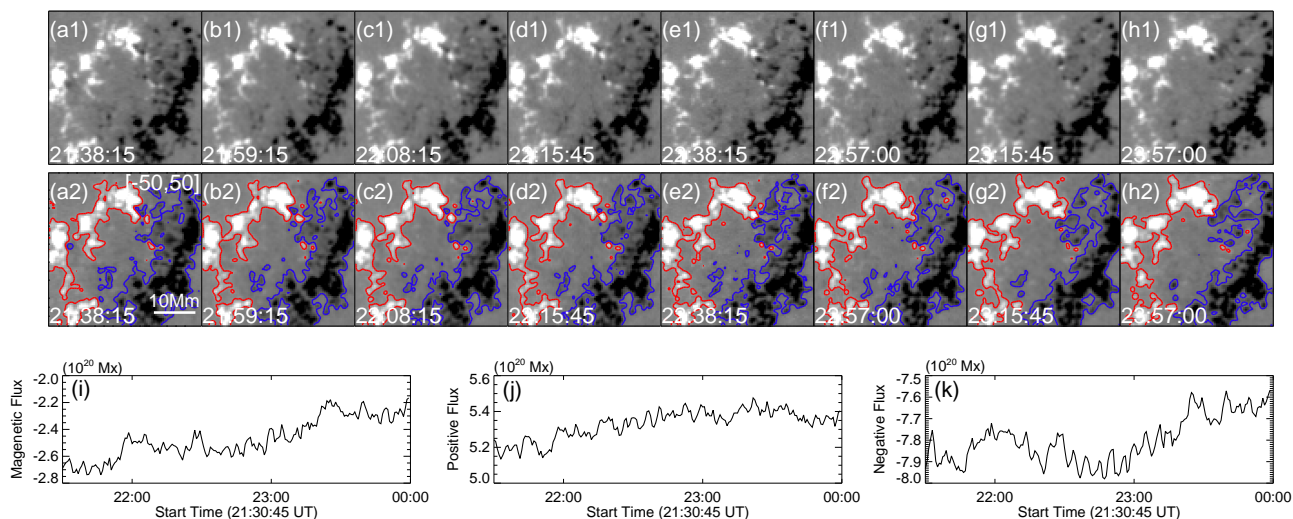 (a1) (b1) (c1) (d1) (e1) (f1) (g1) (h1)
21:38:15 21:59:15 22:08:15 22:15:45 22:38:15 22:57:00 23:15:45 23:57:00
[-50,50]
(a2) (b2) (c2) (d2) (e2) (f2) (g2) (h2)
10Mm
21:38:15 21:59:15 22:08:15 22:15:45 22:38:15 22:57:00 23:15:45 23:57:00
(10²⁰ Mx)
(i)
Magenetic Flux
-2.0
-2.2
-2.4
-2.6
-2.8
22:00 23:00 00:00
Start Time (21:30:45 UT)
(10²⁰ Mx)
(j)
Positive Flux
5.6
5.4
5.2
5.0
22:00 23:00 00:00
Start Time (21:30:45 UT)
(10²⁰ Mx)
(k)
Negative Flux
-7.5
-7.6
-7.7
-7.8
-7.9
-8.0
22:00 23:00 00:00
Start Time (21:30:45 UT)